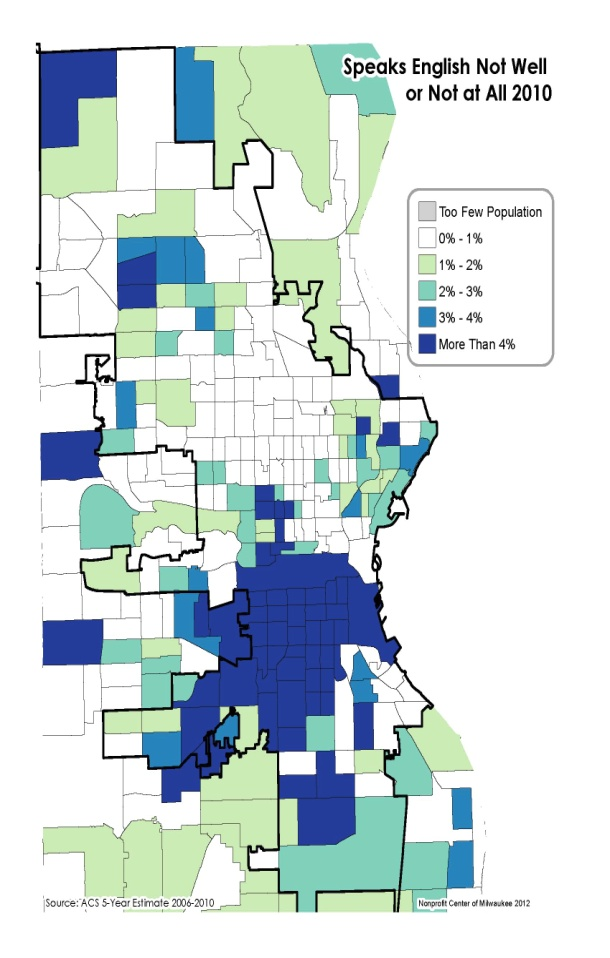 Speaks English Not Well
or Not at All 2010
Too Few Population
0% - 1%
1% - 2%
2% - 3%
3% - 4%
More Than 4%
Source: ACS 5-Year Estimate 2006-2010
Nonprofit Center of Milwaukee 2012